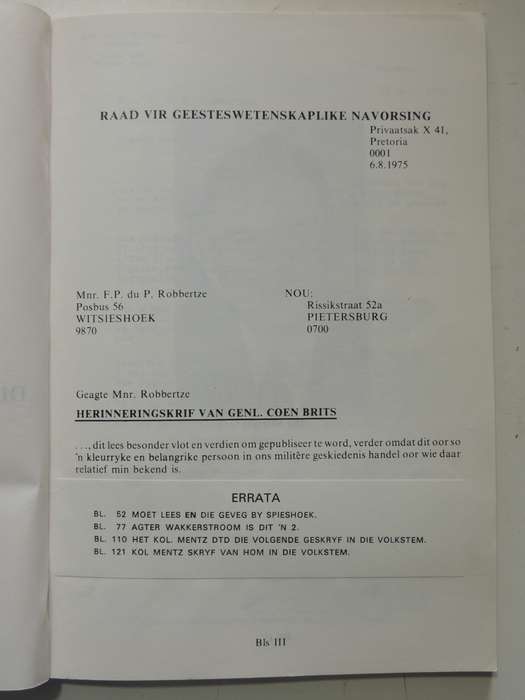 RAAD VIR GEESTESWETENSKAPLIKE NAVORSING
Privaatsak X 41,
Pretoria
0001
6.8.1975
Mnr. F.P. du P. Robbertze
Posbus 56
WITSIESHOEK
9870
NOU:
Rissikstraat 52a
PIETERSBURG
0700
Geagte Mnr. Robbertze
HERINNERINGSKRIF VAN GENL. COEN BRITS
. . ., dit lees besonder vlot en verdien om gepubliseer te word, verder omdat dit oor so
'n kleurryke en belangrike persoon in ons militêre geskiedenis handel oor wie daar
relatief min bekend is.
ERRATA
BL. 52 MOET LEES EN DIE GEVEG BY SPIESHOEK.
BL. 77 AGTER WAKKERSTROOM IS DIT 'N 2.
BL. 110 HET KOL. MENTZ DTD DIE VOLGENDE GESKRYF IN DIE VOLKSTEM.
BL. 121 KOL MENTZ SKRYF VAN HOM IN DIE VOLKSTEM.
Bls III